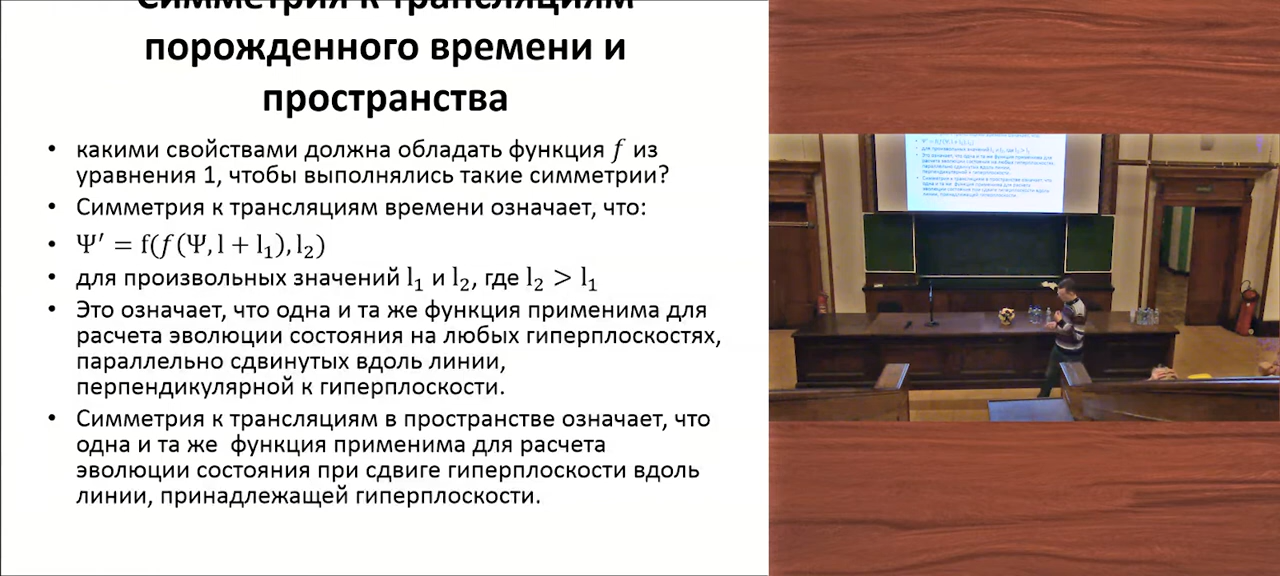 Симметрия к трансляциям
порожденного времени и
пространства
• какими свойствами должна обладать функция f из
уравнения 1, чтобы выполнялись такие симметрии?
• Симметрия к трансляциям времени означает, что:
• Ψ′ = f(f(Ψ, l + l₁), l₂)
• для произвольных значений l₁ и l₂, где l₂ > l₁
• Это означает, что одна и та же функция применима для
расчета эволюции состояния на любых гиперплоскостях,
параллельно сдвинутых вдоль линии,
перпендикулярной к гиперплоскости.
• Симметрия к трансляциям в пространстве означает, что
одна и та же функция применима для расчета
эволюции состояния при сдвиге гиперплоскости вдоль
линии, принадлежащей гиперплоскости.